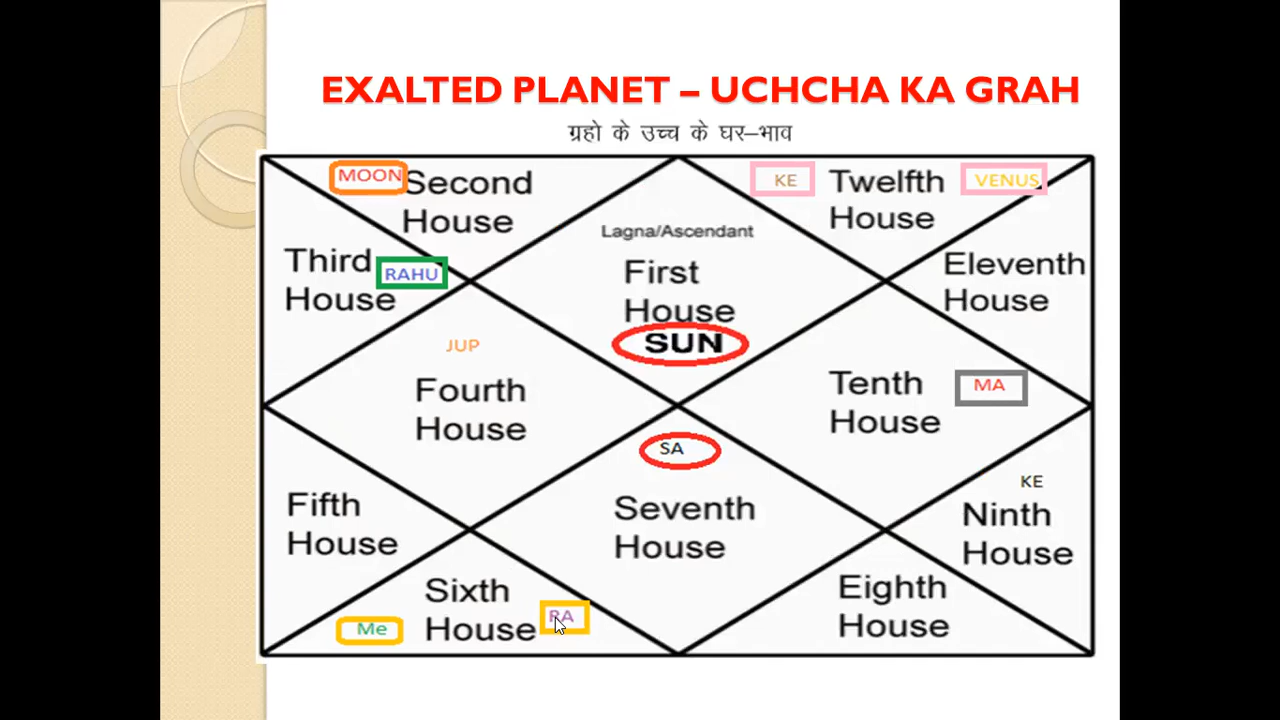 EXALTED PLANET – UCHCHA KA GRAH
ग्रहो के उच्च के घर–भाव
MOON
Second
House
KE
Twelfth
House
VENUS
Lagna/Ascendant
First
House
SUN
Third
House
RAHU
Eleventh
House
JUP
Fourth
House
Tenth
House
MA
SA
Seventh
House
Fifth
House
KE
Ninth
House
Sixth
House
Me
RA
Eighth
House